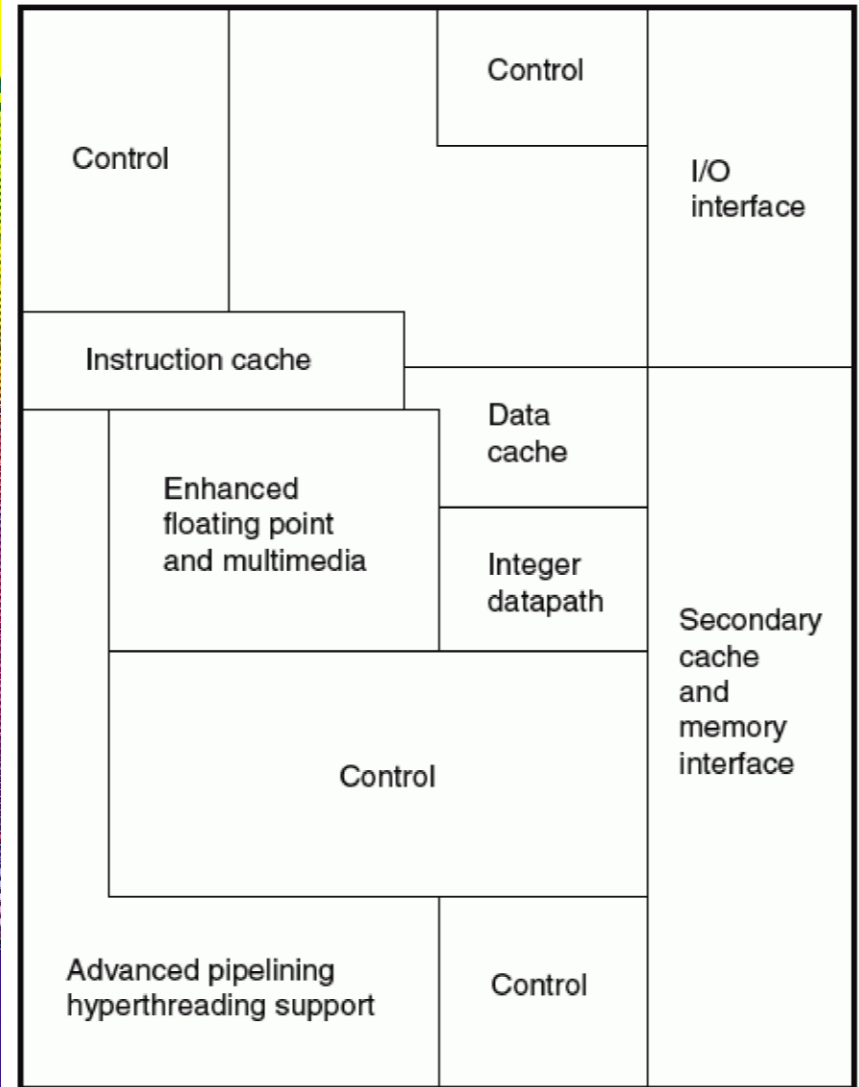 Control
Control
I/O
interface
Instruction cache
Data
cache
Enhanced
floating point
and multimedia
Integer
datapath
Secondary
cache
and
memory
interface
Control
Advanced pipelining
hyperthreading support
Control